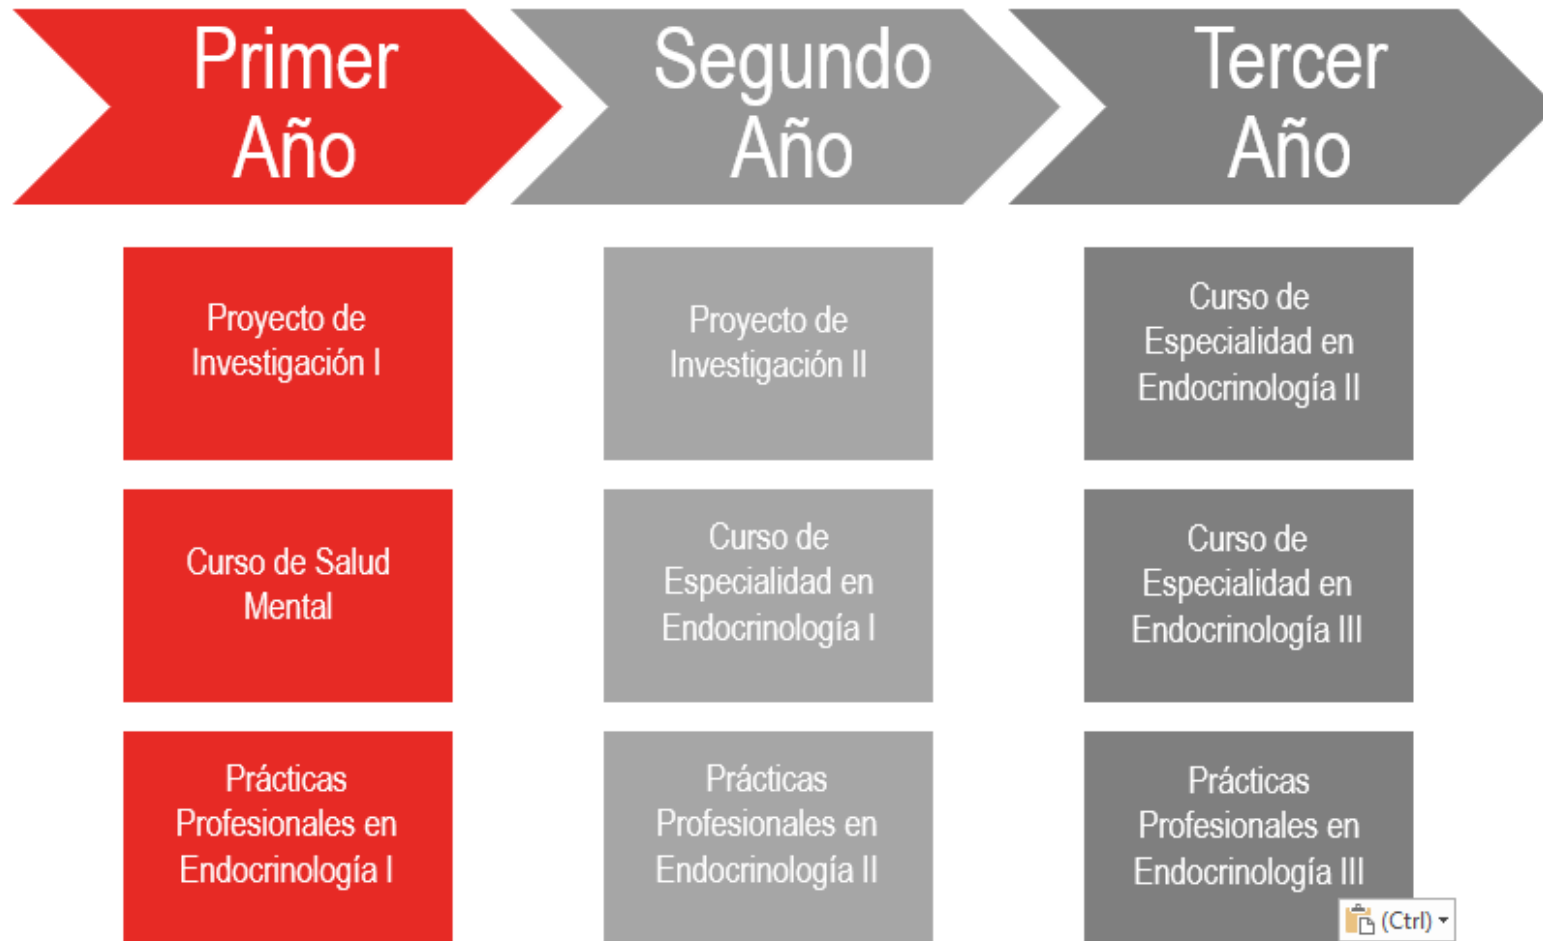 Primer
Año
Segundo
Año
Tercer
Año
Proyecto de
Investigación I
Proyecto de
Investigación II
Curso de
Especialidad en
Endocrinología II
Curso de Salud
Mental
Curso de
Especialidad en
Endocrinología I
Curso de
Especialidad en
Endocrinología III
Prácticas
Profesionales en
Endocrinología I
Prácticas
Profesionales en
Endocrinología II
Prácticas
Profesionales en
Endocrinología III
(Ctrl)